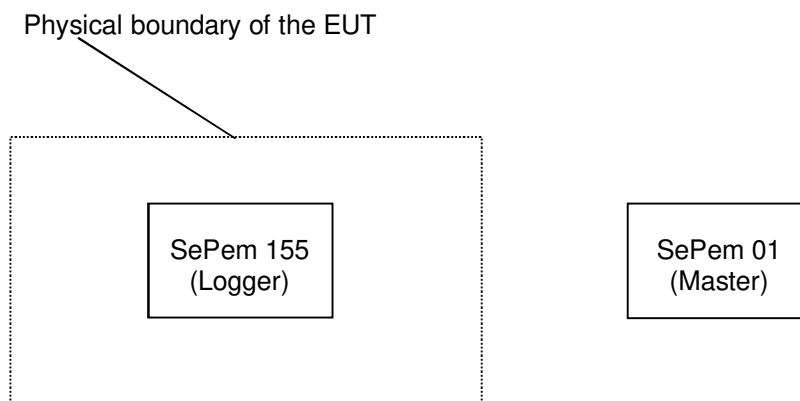 Physical boundary of the EUT
SePem 155
(Logger)
SePem 01
(Master)